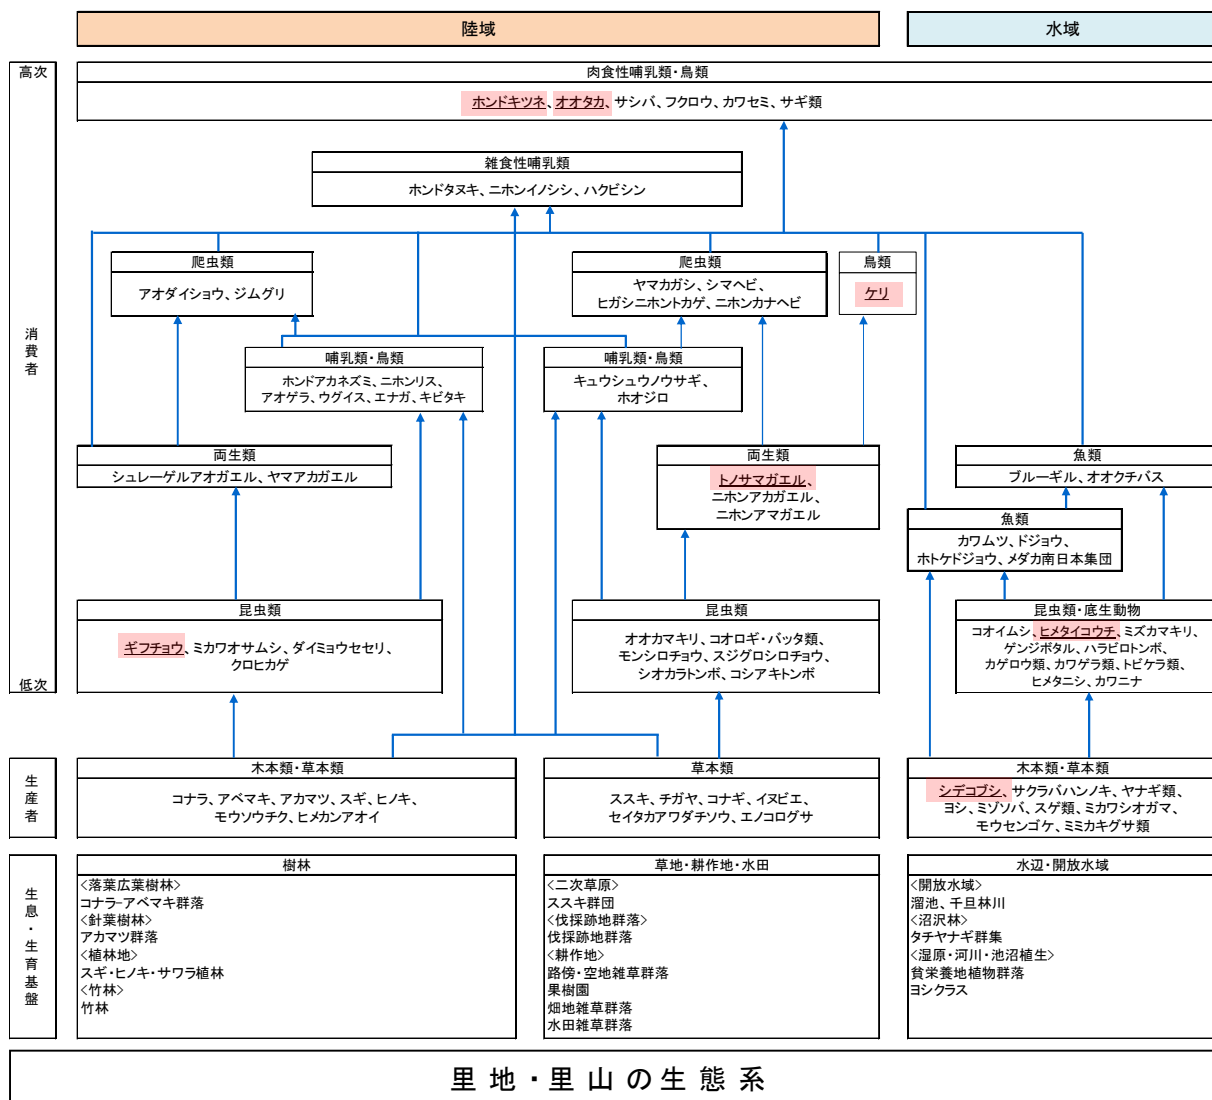 陸域
水域
高次
消費者
低次
肉食性哺乳類・鳥類
ホンドキツネ、オオタカ、サシバ、フクロウ、カワセミ、サギ類
雑食性哺乳類
ホンドタヌキ、ニホンイノシシ、ハクビシン
爬虫類
アオダイショウ、ジムグリ
爬虫類
ヤマカガシ、シマヘビ、
ヒガシニホントカゲ、ニホンカナヘビ
鳥類
ケリ
哺乳類・鳥類
ホンドアカネズミ、ニホンリス、
アオゲラ、ウグイス、エナガ、キビタキ
哺乳類・鳥類
キュウシュウノウサギ、
ホオジロ
両生類
シュレーゲルアオガエル、ヤマアカガエル
両生類
トノサマガエル、
ニホンアカガエル、
ニホンアマガエル
魚類
ブルーギル、オオクチバス
魚類
カワムツ、ドジョウ、
ホトケドジョウ、メダカ南日本集団
昆虫類
ギフチョウ、ミカワオサムシ、ダイミョウセセリ、
クロヒカゲ
昆虫類
オオカマキリ、コオロギ・バッタ類、
モンシロチョウ、スジグロシロチョウ、
シオカラトンボ、コシアキトンボ
昆虫類・底生動物
コオイムシ、ヒメタイコウチ、ミズカマキリ、
ゲンジボタル、ハラビロトンボ、
カゲロウ類、カワゲラ類、トビケラ類、
ヒメタニシ、カワニナ
生産者
木本類・草本類
コナラ、アベマキ、アカマツ、スギ、ヒノキ、
モウソウチク、ヒメカンアオイ
草本類
ススキ、チガヤ、コナギ、イヌビエ、
セイタカアワダチソウ、エノコログサ
木本類・草本類
シデコブシ、サクラバハンノキ、ヤナギ類、
ヨシ、ミゾソバ、スゲ類、ミカワシオガマ、
モウセンゴケ、ミミカキグサ類
生息・生育基盤
樹林
<落葉広葉樹林>
コナラ-アベマキ群落
<針葉樹林>
アカマツ群落
<植林地>
スギ・ヒノキ・サワラ植林
<竹林>
竹林
草地・耕作地・水田
<二次草原>
ススキ群団
<伐採跡地群落>
伐採跡地群落
<耕作地>
路傍・空地雑草群落
果樹園
畑地雑草群落
水田雑草群落
水辺・開放水域
<開放水域>
溜池、千旦林川
<沼沢林>
タチヤナギ群集
<湿原・河川・池沼植生>
貧栄養地植物群落
ヨシクラス
里地・里山の生態系